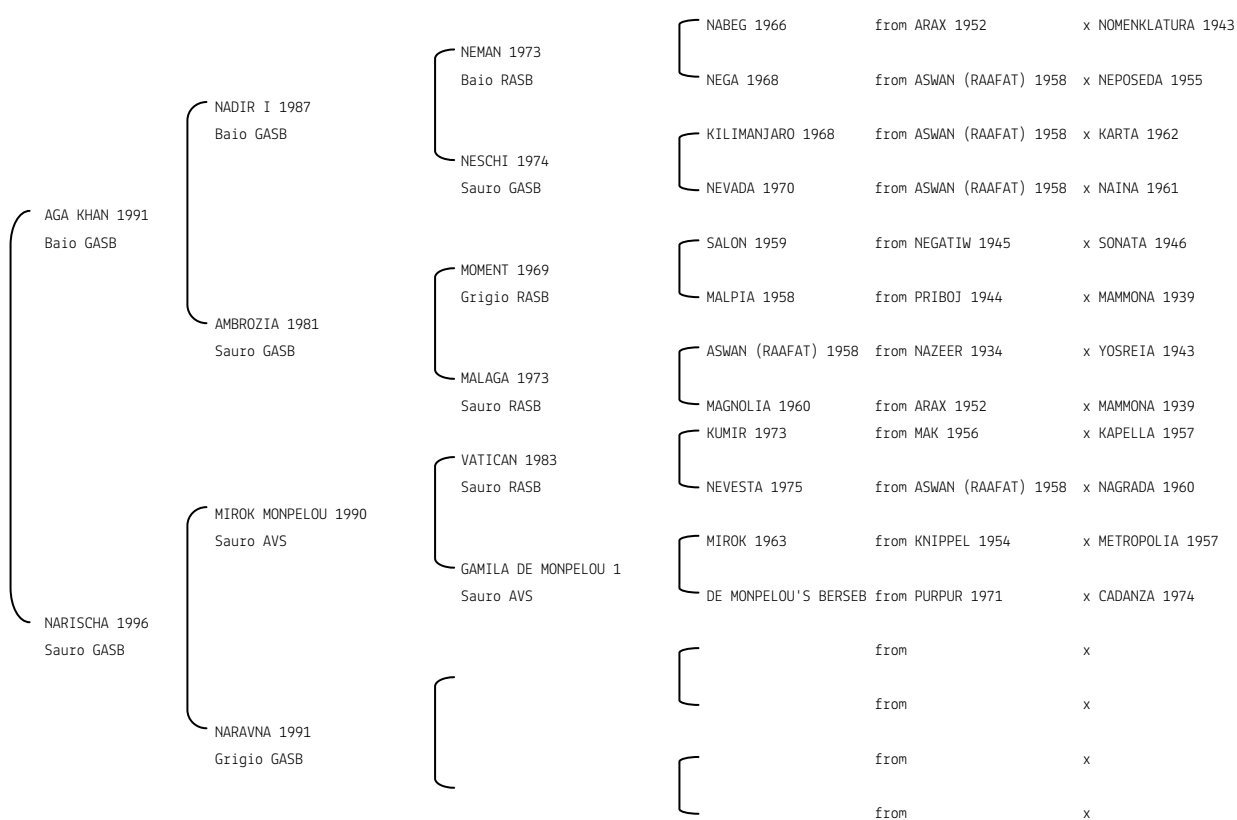 NABEG 1966 from ARAX 1952 x NOMENKLATURA 1943
NEMAN 1973
Baio RASB NEGA 1968 from ASWAN (RAAFAT) 1958 x NEPOSEDA 1955
NADIR I 1987
Baio GASB KILIMANJARO 1968 from ASWAN (RAAFAT) 1958 x KARTA 1962
NESCHI 1974
Sauro GASB NEVADA 1970 from ASWAN (RAAFAT) 1958 x NAINA 1961
AGA KHAN 1991
Baio GASB SALON 1959 from NEGATIW 1945 x SONATA 1946
MOMENT 1969
Grigio RASB MALPIA 1958 from PRIBOJ 1944 x MAMMONA 1939
AMBROZIA 1981
Sauro GASB ASWAN (RAAFAT) 1958 from NAZEER 1934 x YOSREIA 1943
MALAGA 1973
Sauro RASB MAGNOLIA 1960 from ARAX 1952 x MAMMONA 1939
KUMIR 1973 from MAK 1956 x KAPELLA 1957
VATICAN 1983
Sauro RASB NEVESTA 1975 from ASWAN (RAAFAT) 1958 x NAGRADA 1960
MIROK MONPELOU 1990
Sauro AVS MIROK 1963 from KNIPPEL 1954 x METROPOLIA 1957
GAMILA DE MONPELOU 1
Sauro AVS DE MONPELOU'S BERSEB from PURPUR 1971 x CADANZA 1974
NARISCHA 1996
Sauro GASB from x
from x
NARAVNA 1991
Grigio GASB from x
from x